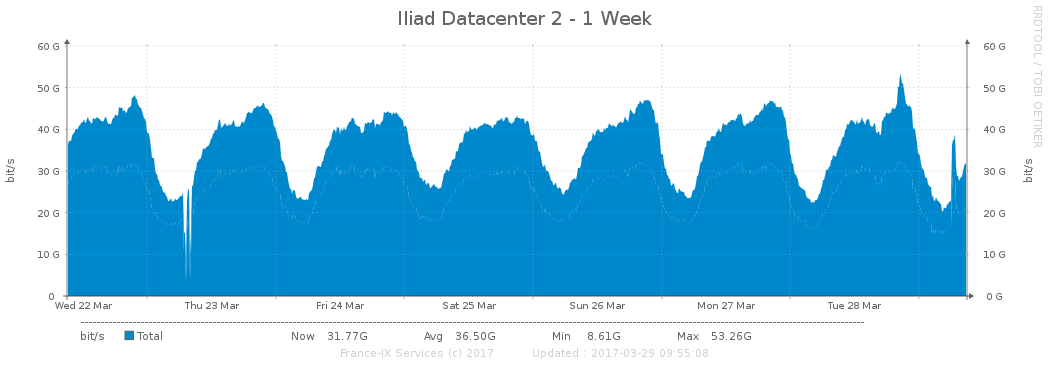 Iliad Datacenter 2 - 1 Week
RRDTOOL / TOBI OETIKER
60 G 60 G
50 G 50 G
40 G 40 G
30 G 30 G
20 G 20 G
10 G 10 G
0 0 G
bit/s
bit/s
Wed 22 Mar Thu 23 Mar Fri 24 Mar Sat 25 Mar Sun 26 Mar Mon 27 Mar Tue 28 Mar
bit/s Total Now 31.77G Avg 36.50G Min 8.61G Max 53.26G
France-IX Services (c) 2017 Updated : 2017-03-29 09:55:08